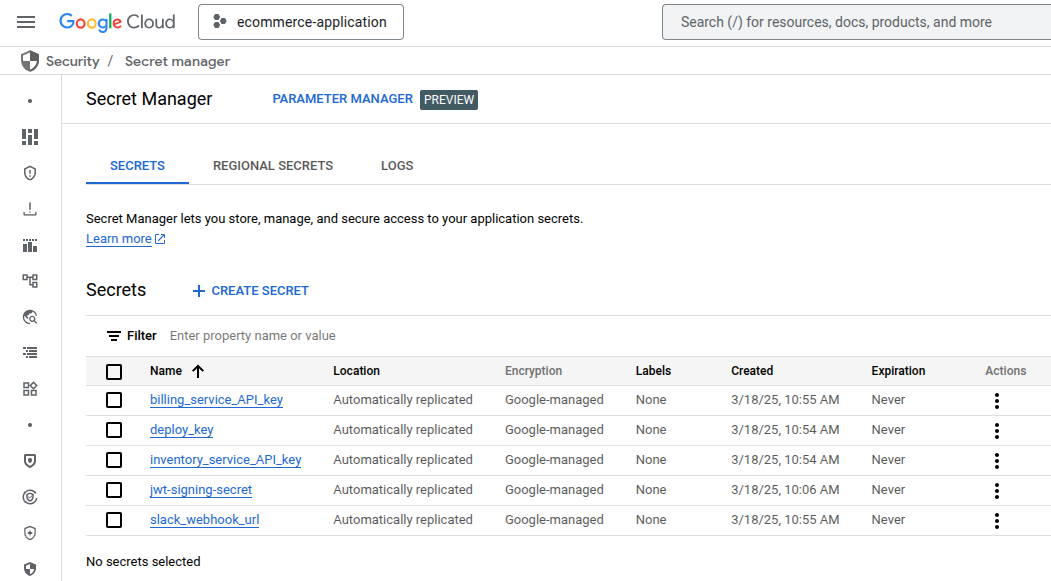 Google Cloud ecommerce-application Search (/) for resources, docs, products, and more
Security / Secret manager
Secret Manager PARAMETER MANAGER PREVIEW
SECRETS REGIONAL SECRETS LOGS
Secret Manager lets you store, manage, and secure access to your application secrets.
Learn more
Secrets CREATE SECRET
Filter Enter property name or value
Name Location Encryption Labels Created Expiration Actions
billing_service_API_key Automatically replicated Google-managed None 3/18/25, 10:55 AM Never
deploy_key Automatically replicated Google-managed None 3/18/25, 10:54 AM Never
inventory_service_API_key Automatically replicated Google-managed None 3/18/25, 10:54 AM Never
jwt-signing-secret Automatically replicated Google-managed None 3/18/25, 10:06 AM Never
slack_webhook_url Automatically replicated Google-managed None 3/18/25, 10:55 AM Never
No secrets selected